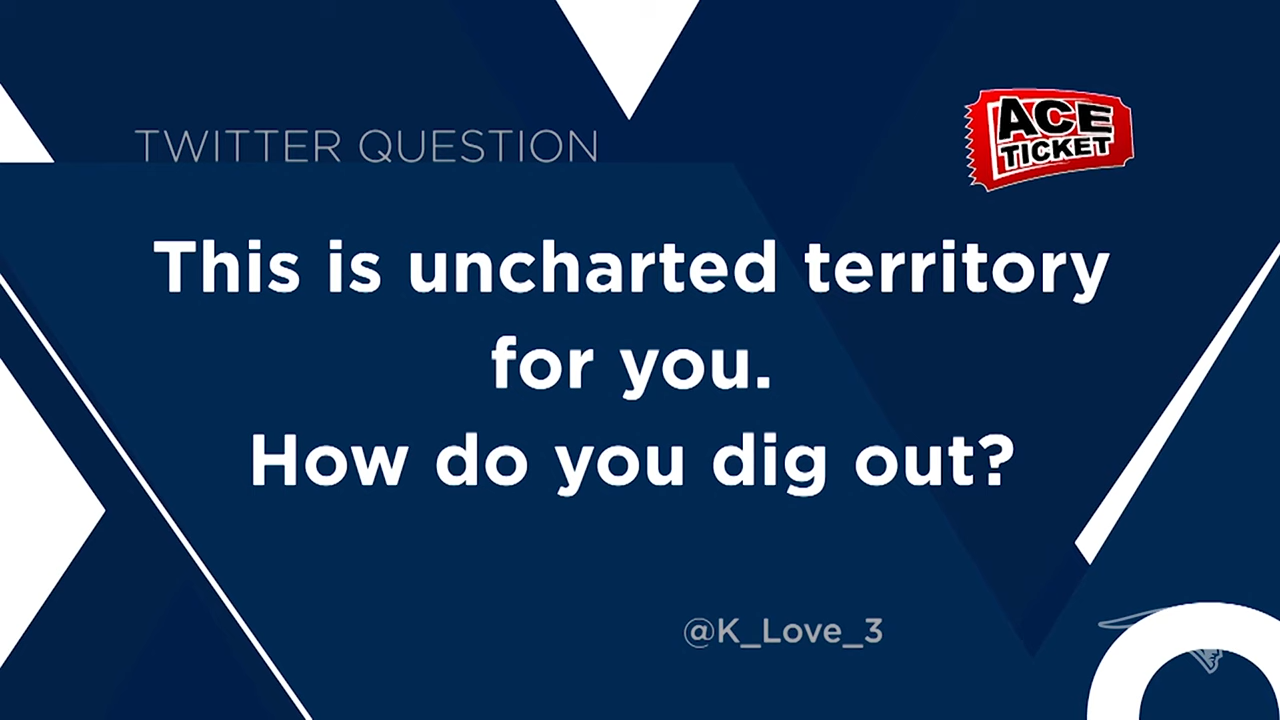 TWITTER QUESTION
ACE
TICKET
This is uncharted territory
for you.
How do you dig out?
@K_Love_3